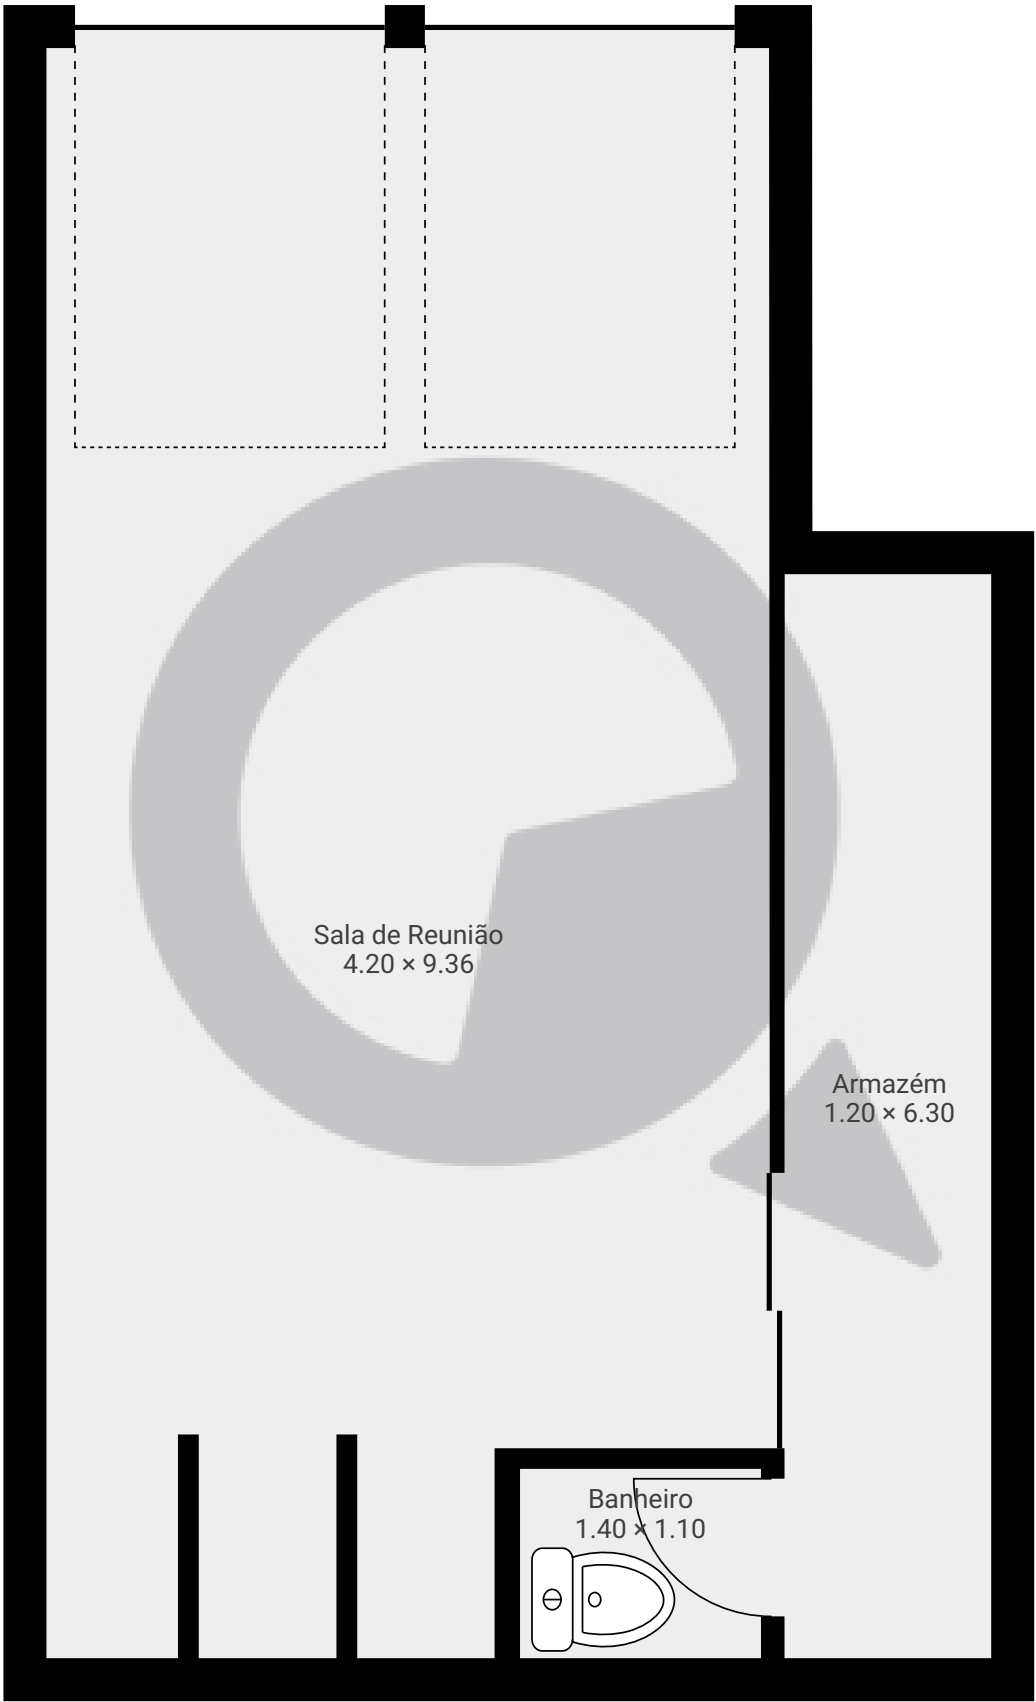 Sala de Reunião
4.20 × 9.36
Armazém
1.20 × 6.30
Banheiro
1.40 × 1.10